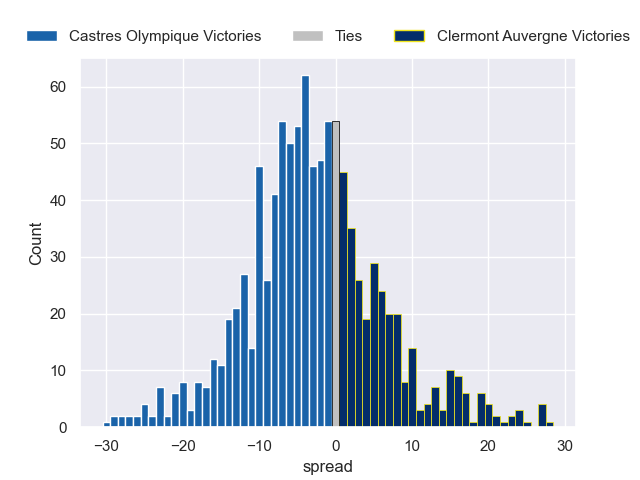 Castres Olympique Victories Ties Clermont Auvergne Victories
60
50
40
30
20
10
0
Count
−30 −20 −10 0 10 20 30
spread